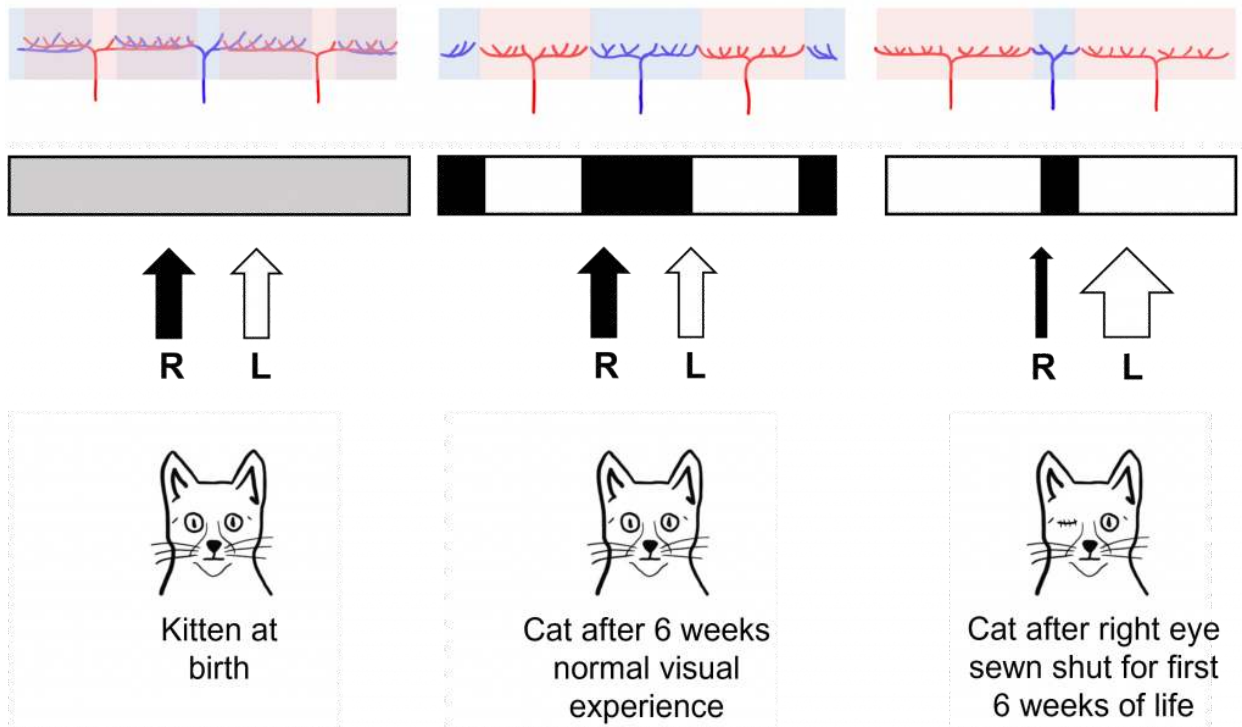 R L
R L
R L
Kitten at
birth
Cat after 6 weeks
normal visual
experience
Cat after right eye
sewn shut for first
6 weeks of life